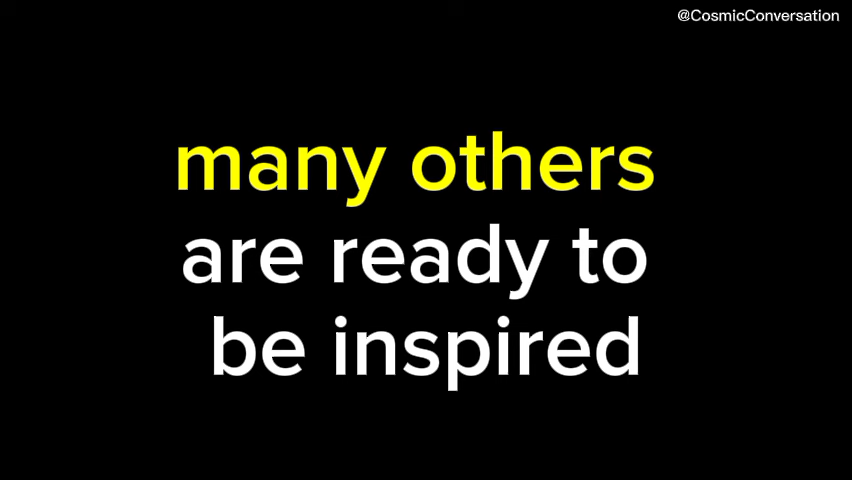 @CosmicConversation
many others
are ready to
be inspired